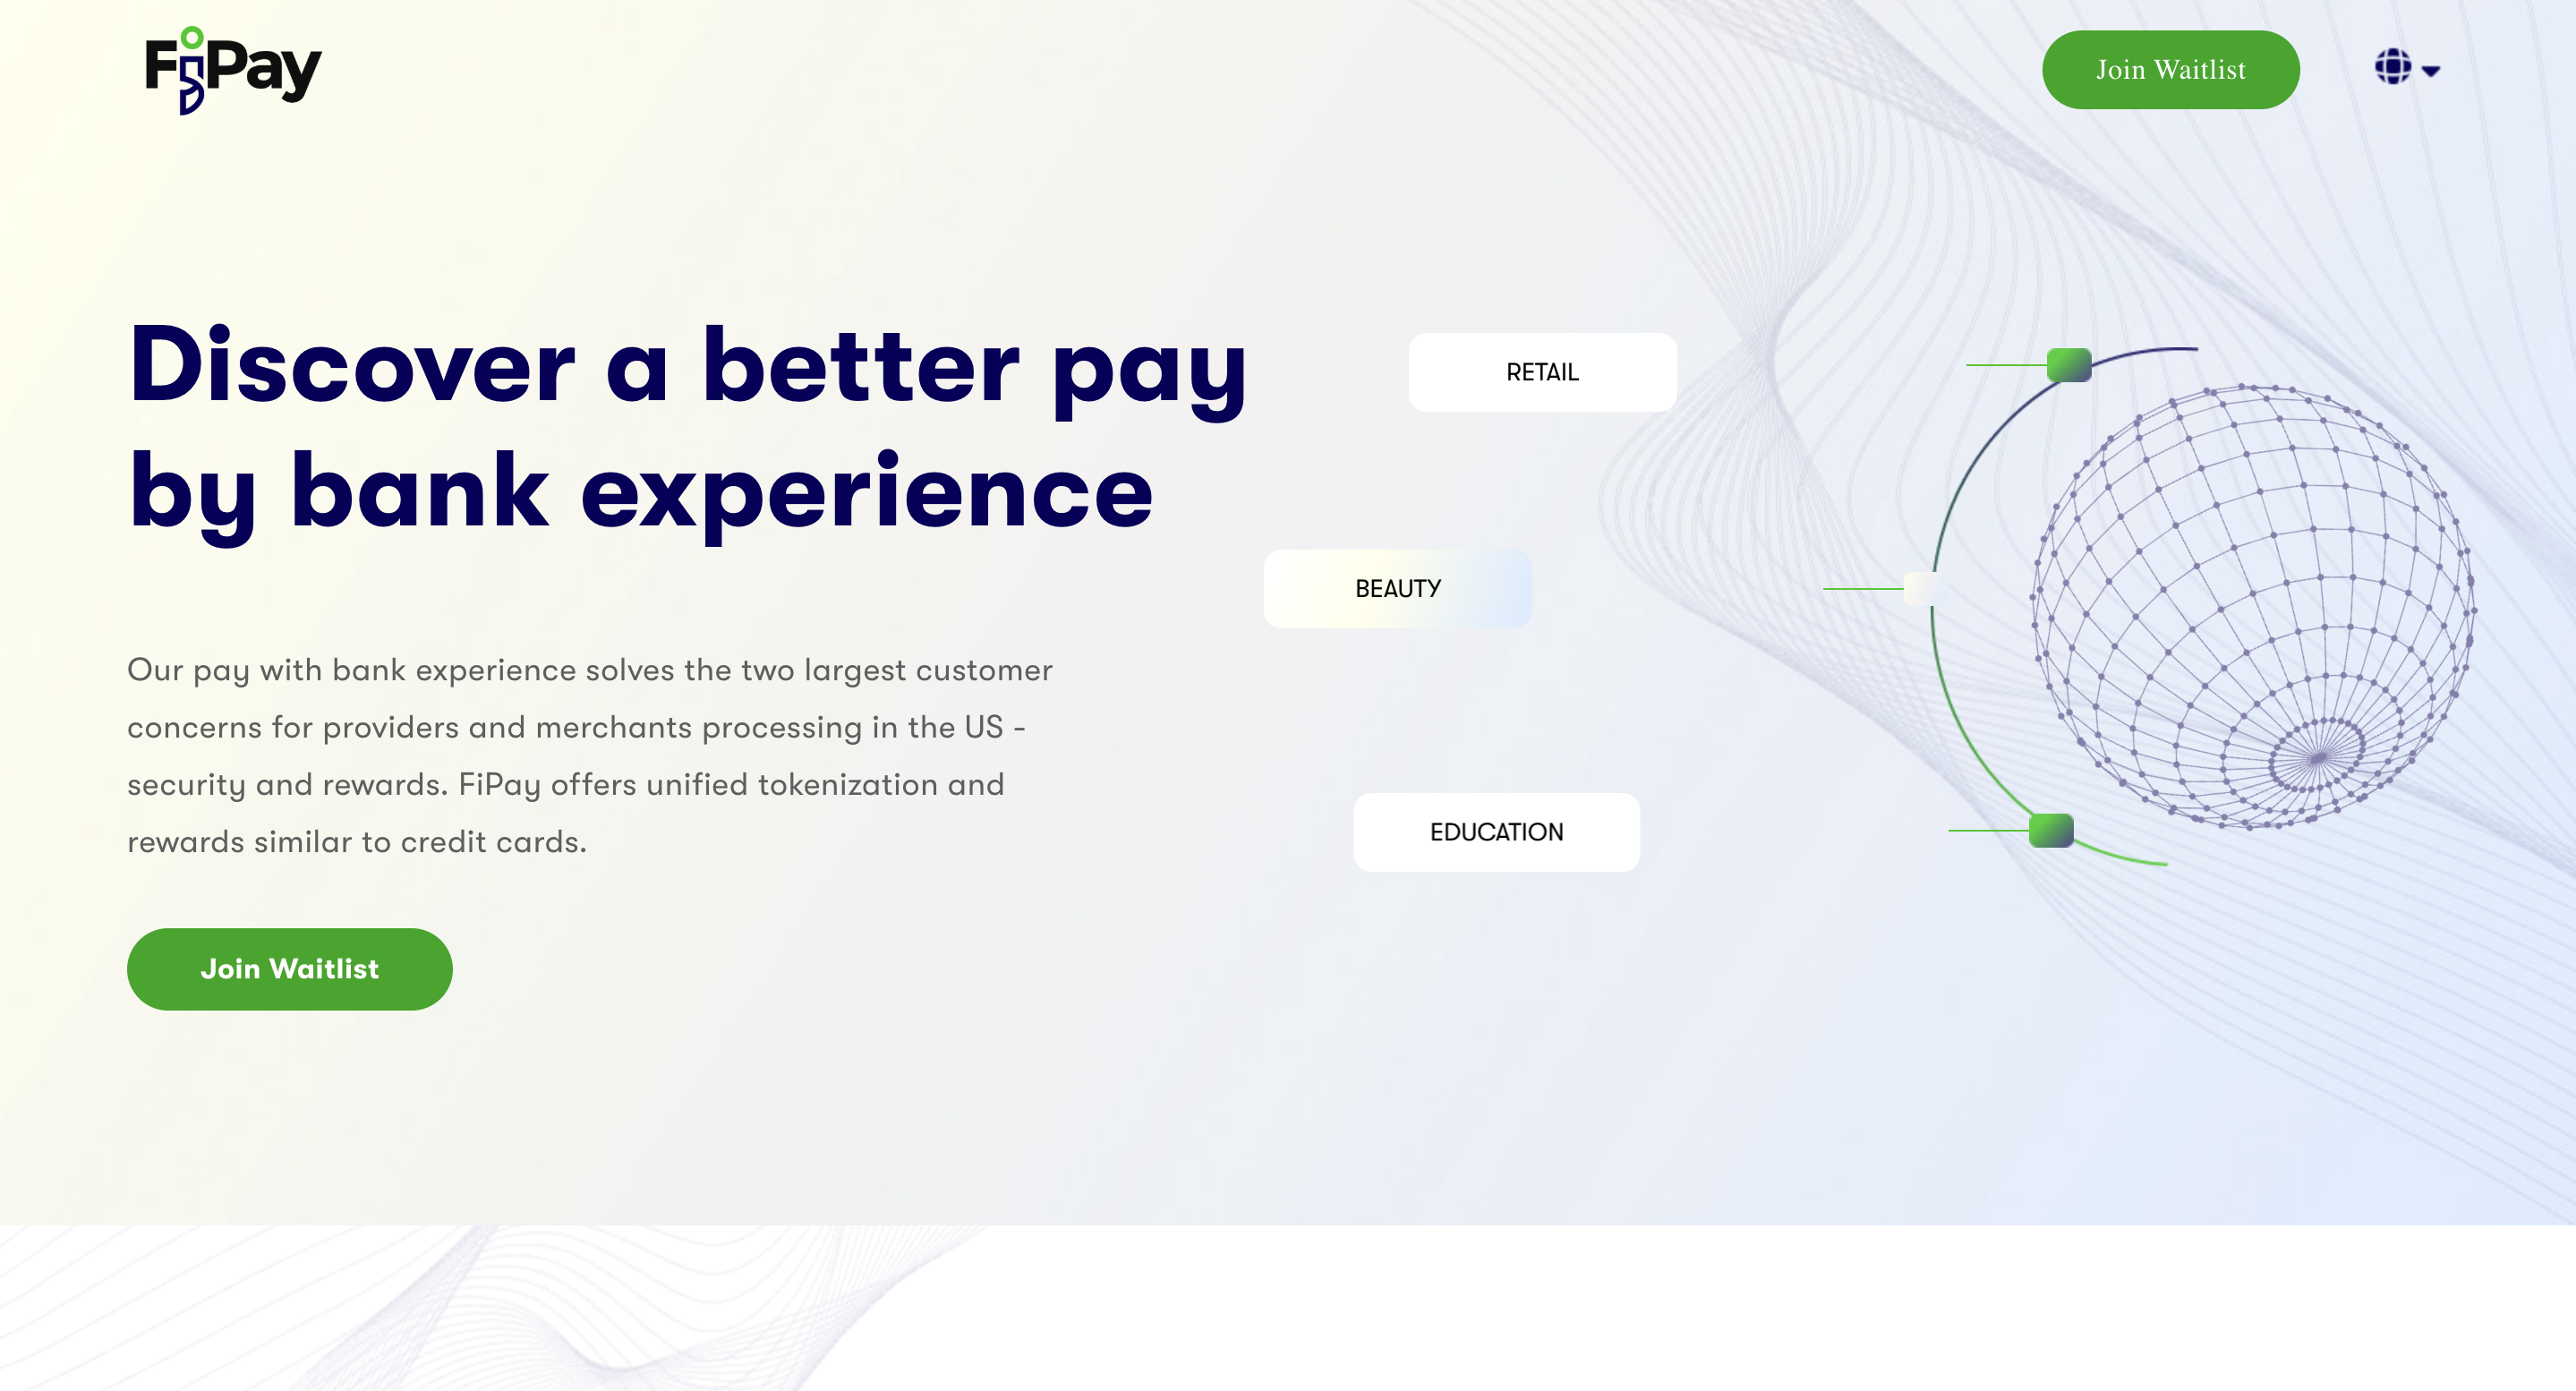 FiPay
Join Waitlist
Discover a better pay
by bank experience
RETAIL
BEAUTY
Our pay with bank experience solves the two largest customer
concerns for providers and merchants processing in the US -
security and rewards. FiPay offers unified tokenization and
rewards similar to credit cards.
EDUCATION
Join Waitlist